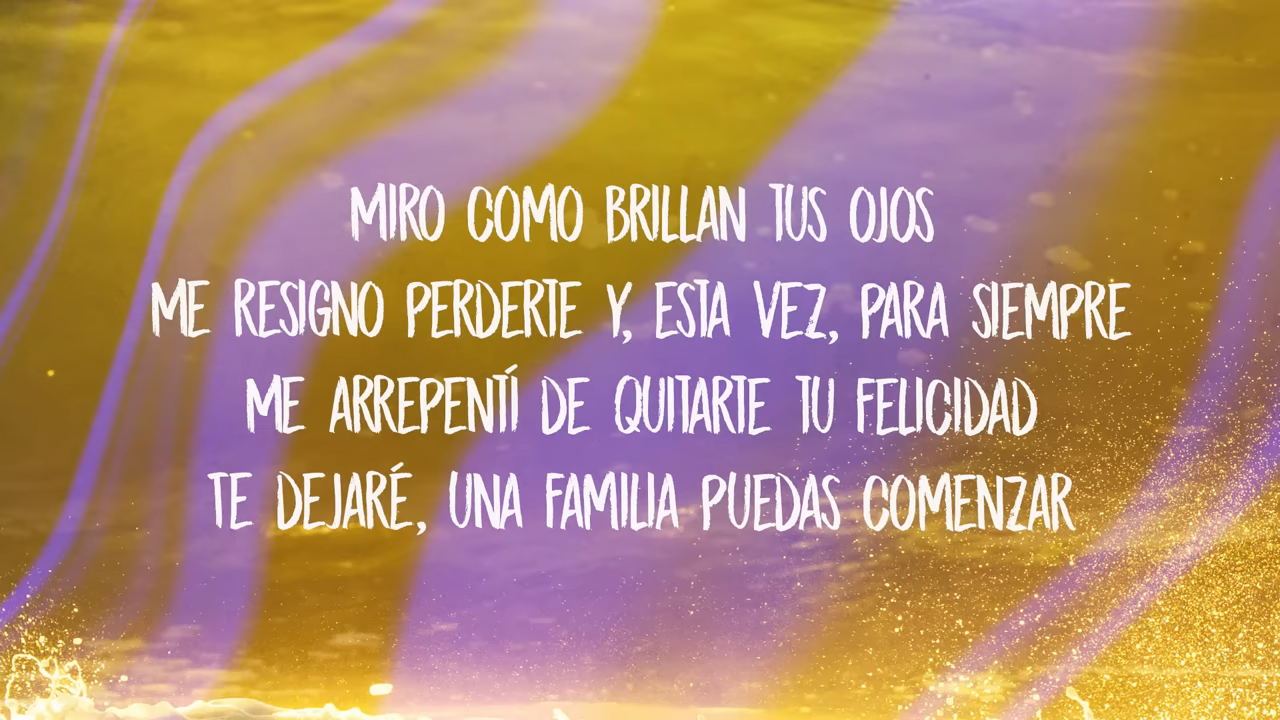 MIRO COMO BRILLAN TUS OJOS
ME RESIGNO PERDERTE Y, ESTA VEZ, PARA SIEMPRE
ME ARREPENTÍ DE QUITARTE TU FELICIDAD
TE DEJARÉ, UNA FAMILIA PUEDAS COMENZAR